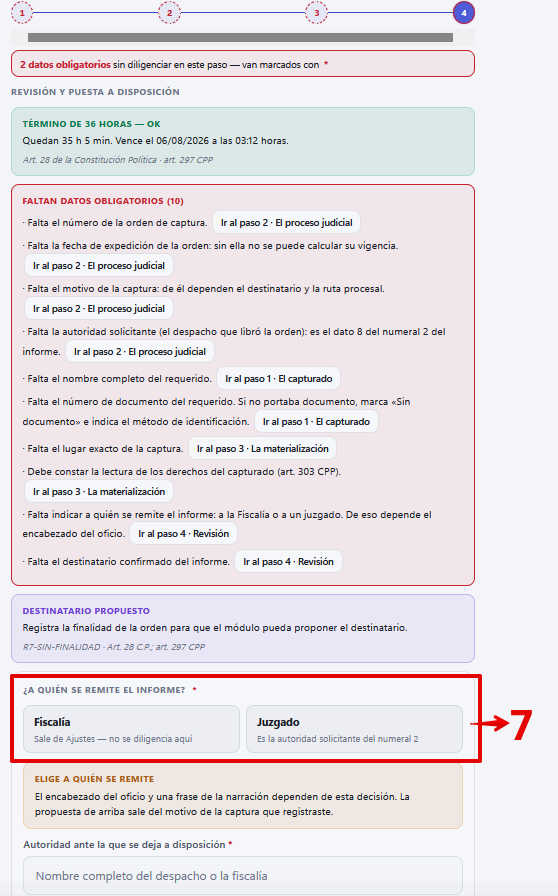 1 2 3 4
2 datos obligatorios sin diligenciar en este paso — van marcados con *
REVISIÓN Y PUESTA A DISPOSICIÓN
TÉRMINO DE 36 HORAS — OK
Quedan 35 h 5 min. Vence el 06/08/2026 a las 03:12 horas.
Art. 28 de la Constitución Política · art. 297 CPP
FALTAN DATOS OBLIGATORIOS (10)
· Falta el número de la orden de captura. Ir al paso 2 · El proceso judicial
· Falta la fecha de expedición de la orden: sin ella no se puede calcular su vigencia.
Ir al paso 2 · El proceso judicial
· Falta el motivo de la captura: de él dependen el destinatario y la ruta procesal.
Ir al paso 2 · El proceso judicial
· Falta la autoridad solicitante (el despacho que libró la orden): es el dato 8 del numeral 2 del
informe. Ir al paso 2 · El proceso judicial
· Falta el nombre completo del requerido. Ir al paso 1 · El capturado
· Falta el número de documento del requerido. Si no portaba documento, marca «Sin
documento» e indica el método de identificación. Ir al paso 1 · El capturado
· Falta el lugar exacto de la captura. Ir al paso 3 · La materialización
· Debe constar la lectura de los derechos del capturado (art. 303 CPP).
Ir al paso 3 · La materialización
· Falta indicar a quién se remite el informe: a la Fiscalía o a un juzgado. De eso depende el
encabezado del oficio. Ir al paso 4 · Revisión
· Falta el destinatario confirmado del informe. Ir al paso 4 · Revisión
DESTINATARIO PROPUESTO
Registra la finalidad de la orden para que el módulo pueda proponer el destinatario.
R7-SIN-FINALIDAD · Art. 28 C.P.; art. 297 CPP
¿A QUIÉN SE REMITE EL INFORME? *
Fiscalía Juzgado
Sale de Ajustes — no se diligencia aquí Es la autoridad solicitante del numeral 2
7
ELIGE A QUIÉN SE REMITE
El encabezado del oficio y una frase de la narración dependen de esta decisión. La
propuesta de arriba sale del motivo de la captura que registraste.
Autoridad ante la que se deja a disposición *
Nombre completo del despacho o la fiscalía